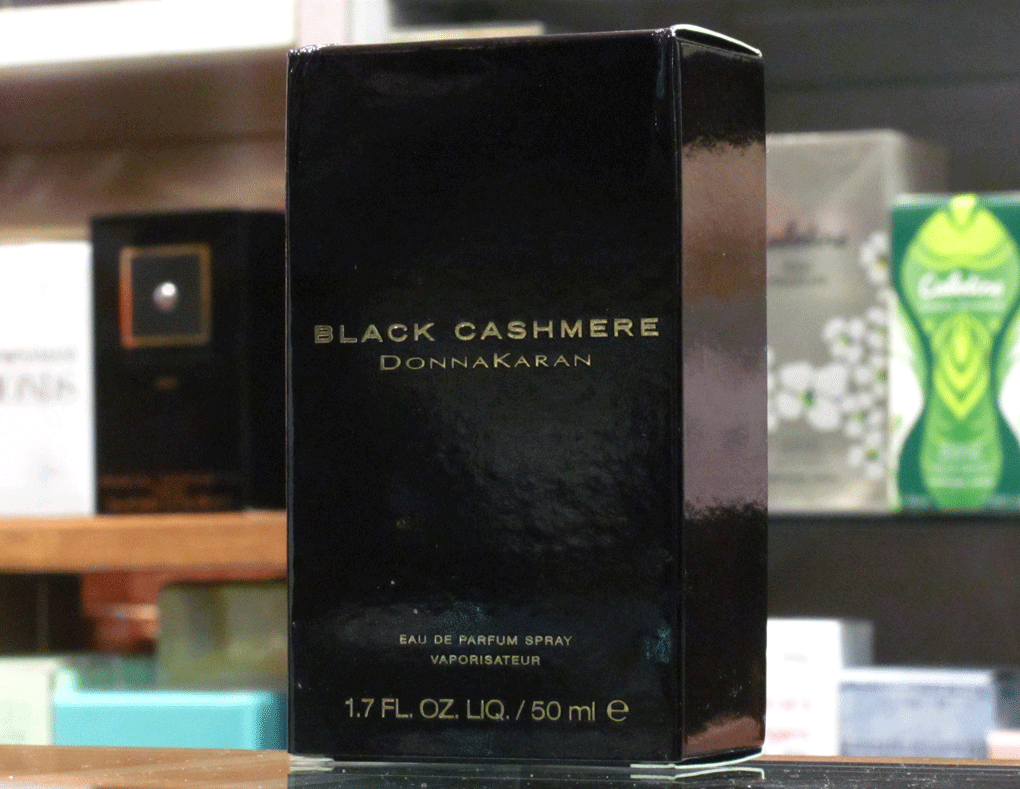 BLACK CASHMERE
DONNAKARAN
EAU DE PARFUM SPRAY
VAPORISATEUR
1.7 FL. OZ. LIQ. / 50 ml ℮